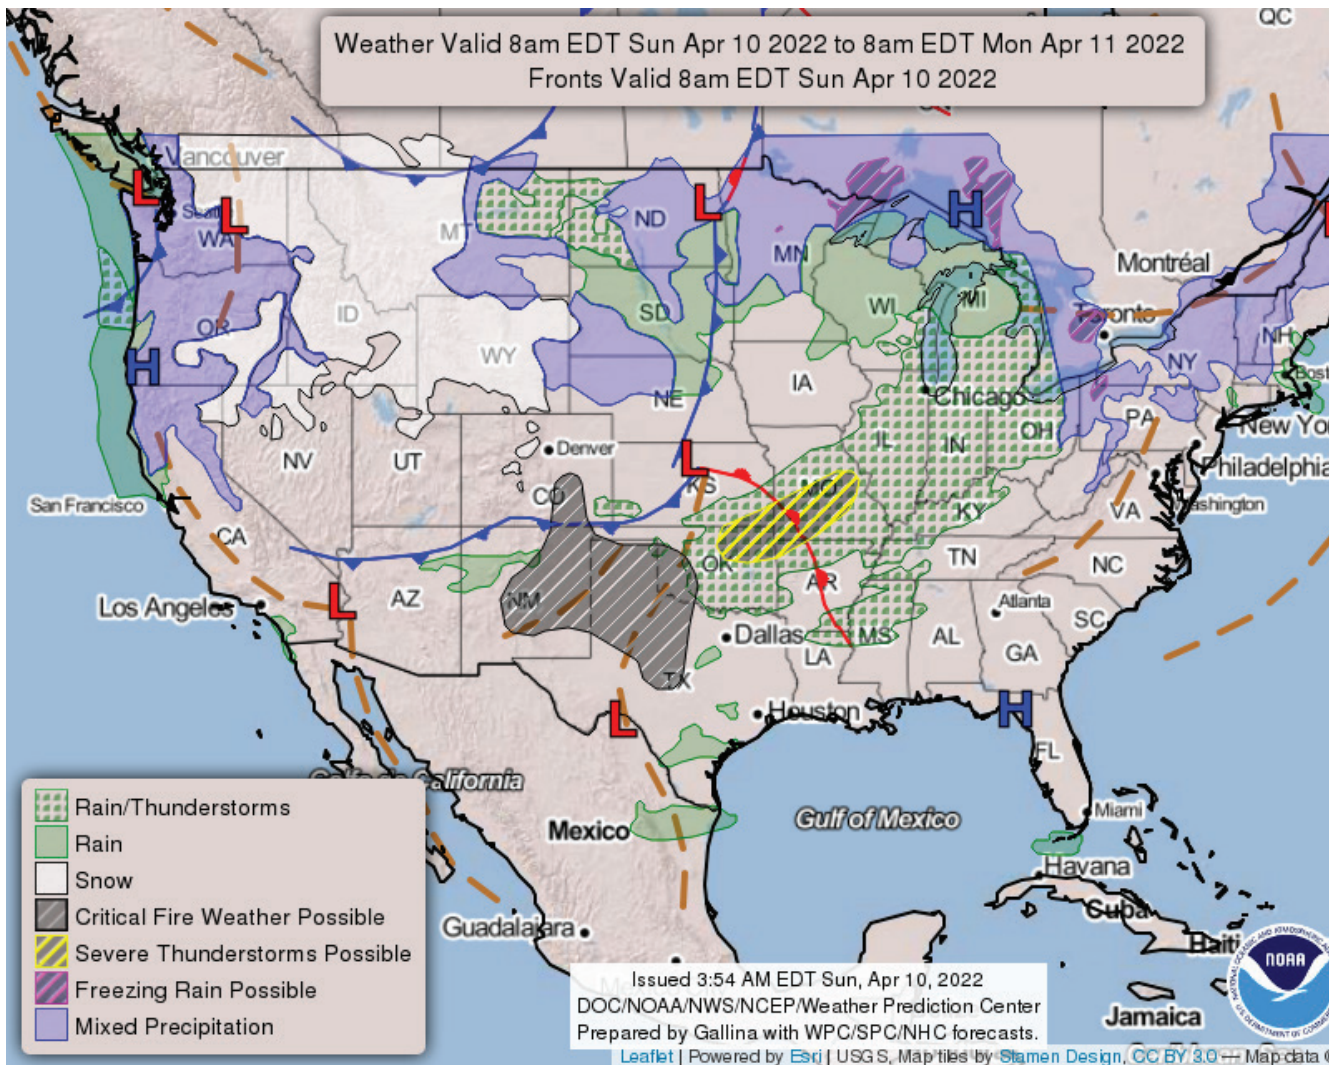 Weather Valid 8am EDT Sun Apr 10 2022 to 8am EDT Mon Apr 11 2022
Fronts Valid 8am EDT Sun Apr 10 2022
QC
Vancouver
L
L
WA
MT
ND
L
MN
H
Montréal
OR
ID
SD
WI
MI
Toronto
NH
H
WY
NY
NE
IA
Chicago
PA
New Yo
NV
UT
Denver
IL
IN
OH
Philadelphia
L
KS
MO
San Francisco
CO
KY
VA
CA
OK
TN
NC
Los Angeles
L
AZ
NM
AR
Atlanta
SC
Dallas
MS
AL
GA
LA
TX
L
Houston
H
FL
Golfo de California
Rain/Thunderstorms
Rain
Snow
Critical Fire Weather Possible
Severe Thunderstorms Possible
Freezing Rain Possible
Mixed Precipitation
Mexico
Gulf of Mexico
Miami
Havana
Cuba
Guadalajara
Haiti
NOAA
Jamaica
Issued 3:54 AM EDT Sun, Apr 10, 2022
DOC/NOAA/NWS/NCEP/Weather Prediction Center
Prepared by Gallina with WPC/SPC/NHC forecasts.
Leaflet | Powered by Esri | USGS, Map tiles by Stamen Design, CC BY 3.0 — Map data ©